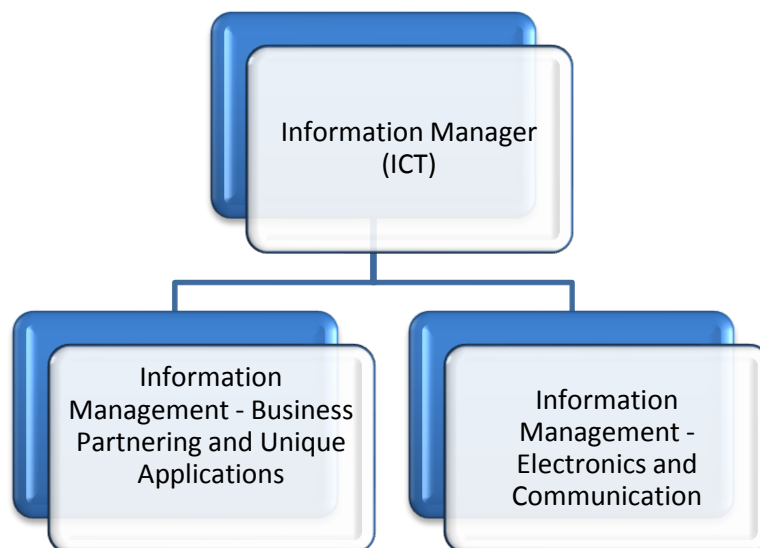 Information Manager
(ICT)
Information
Management - Business
Partnering and Unique
Applications
Information
Management -
Electronics and
Communication